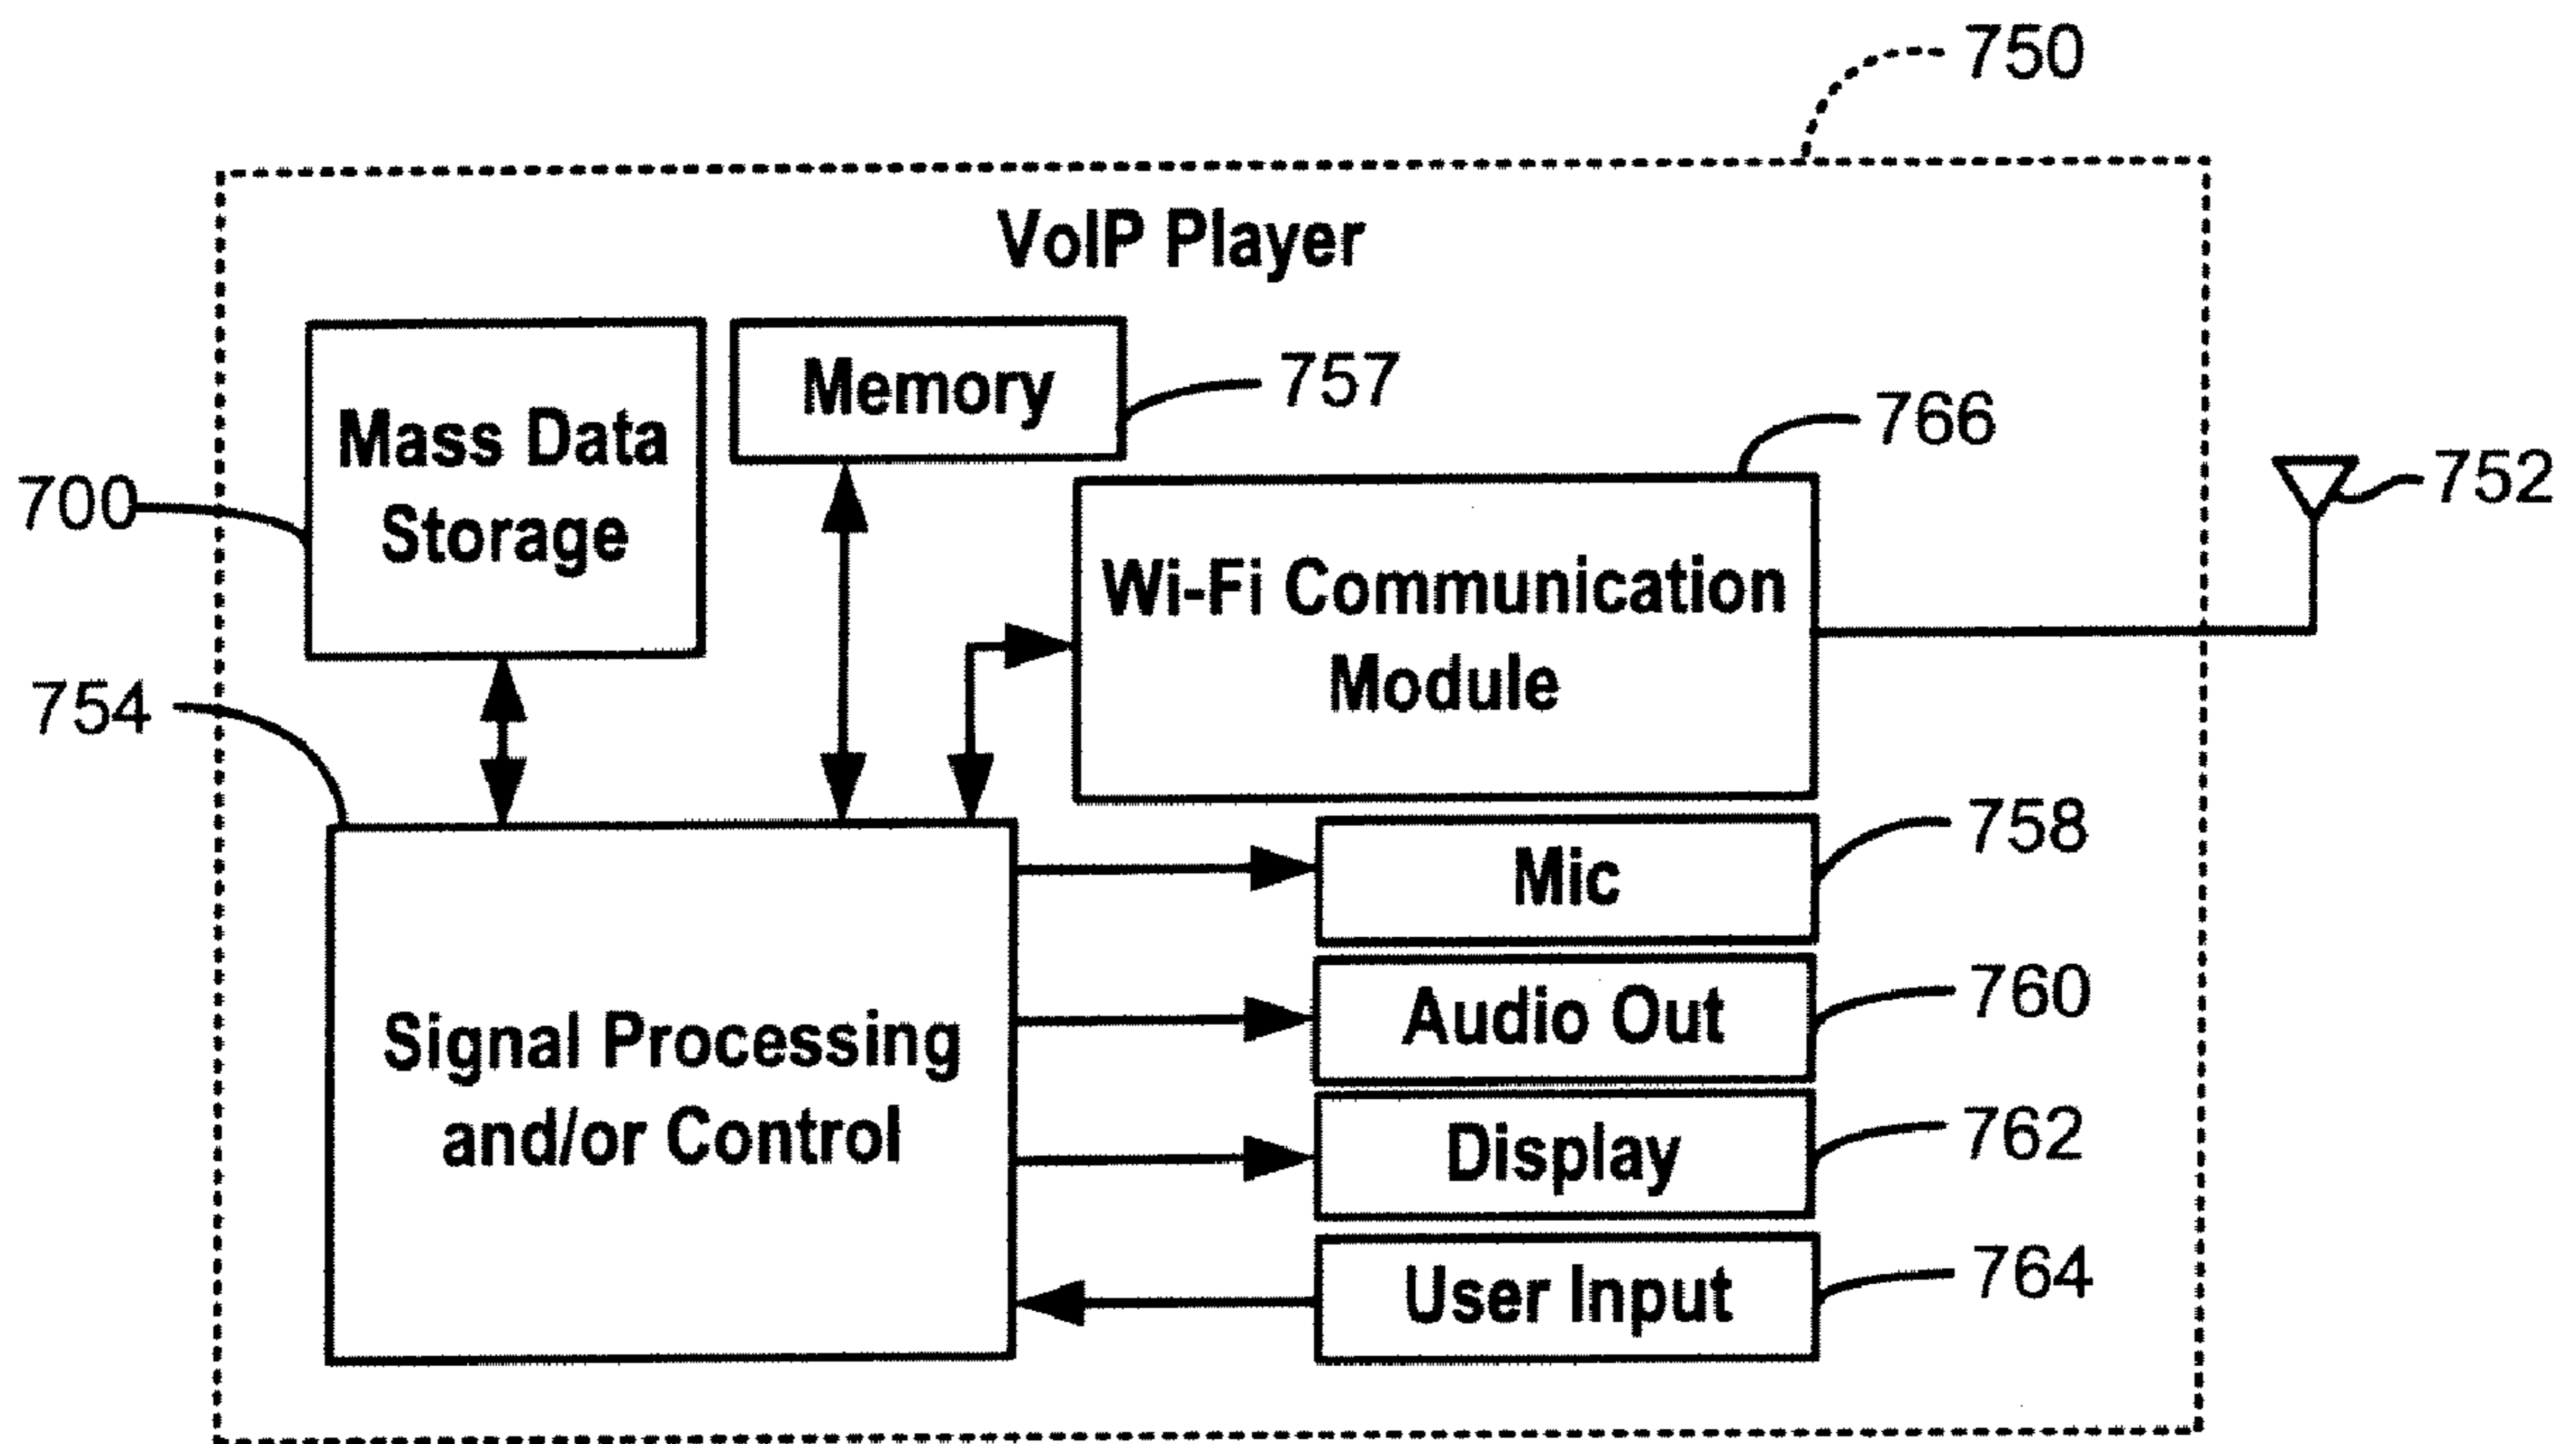 750
VoIP Player
Mass Data
Storage
Memory
757
766
700
752
Wi-Fi Communication
Module
754
758
Mic
Signal Processing
and/or Control
760
Audio Out
762
Display
764
User Input